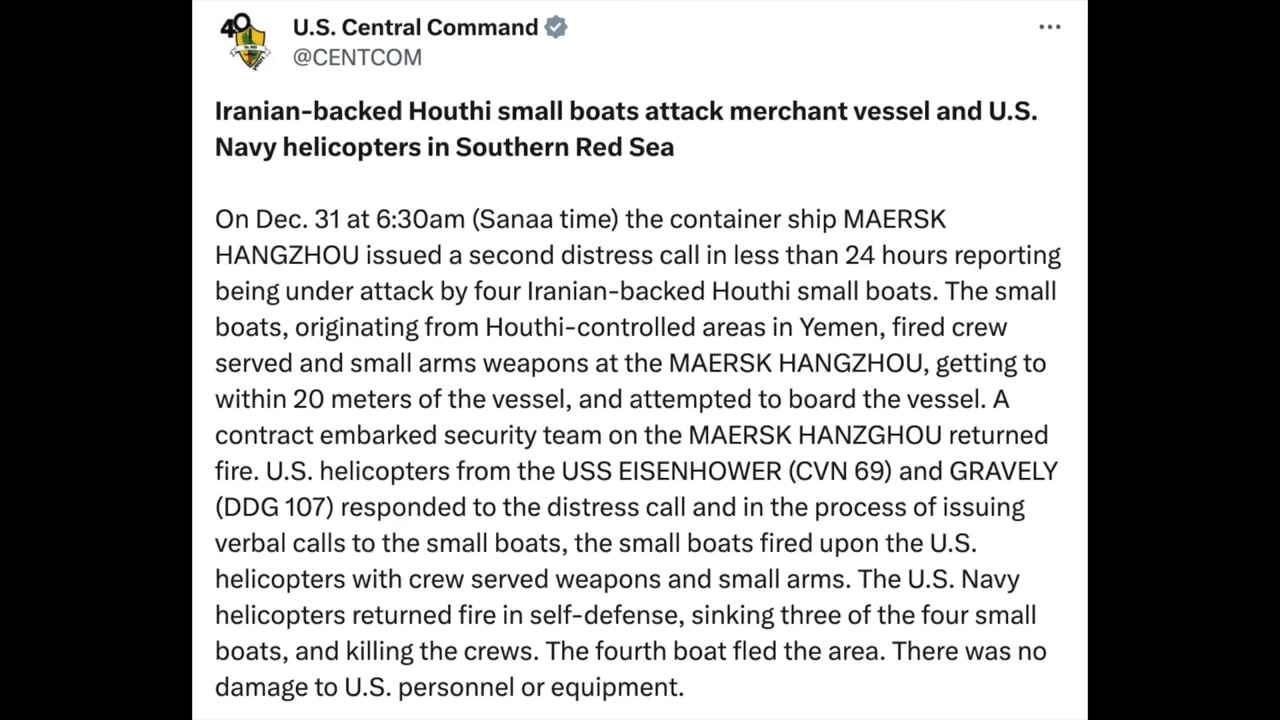 40
U.S. Central Command
@CENTCOM
Iranian-backed Houthi small boats attack merchant vessel and U.S.
Navy helicopters in Southern Red Sea
On Dec. 31 at 6:30am (Sanaa time) the container ship MAERSK
HANGZHOU issued a second distress call in less than 24 hours reporting
being under attack by four Iranian-backed Houthi small boats. The small
boats, originating from Houthi-controlled areas in Yemen, fired crew
served and small arms weapons at the MAERSK HANGZHOU, getting to
within 20 meters of the vessel, and attempted to board the vessel. A
contract embarked security team on the MAERSK HANZGHOU returned
fire. U.S. helicopters from the USS EISENHOWER (CVN 69) and GRAVELY
(DDG 107) responded to the distress call and in the process of issuing
verbal calls to the small boats, the small boats fired upon the U.S.
helicopters with crew served weapons and small arms. The U.S. Navy
helicopters returned fire in self-defense, sinking three of the four small
boats, and killing the crews. The fourth boat fled the area. There was no
damage to U.S. personnel or equipment.